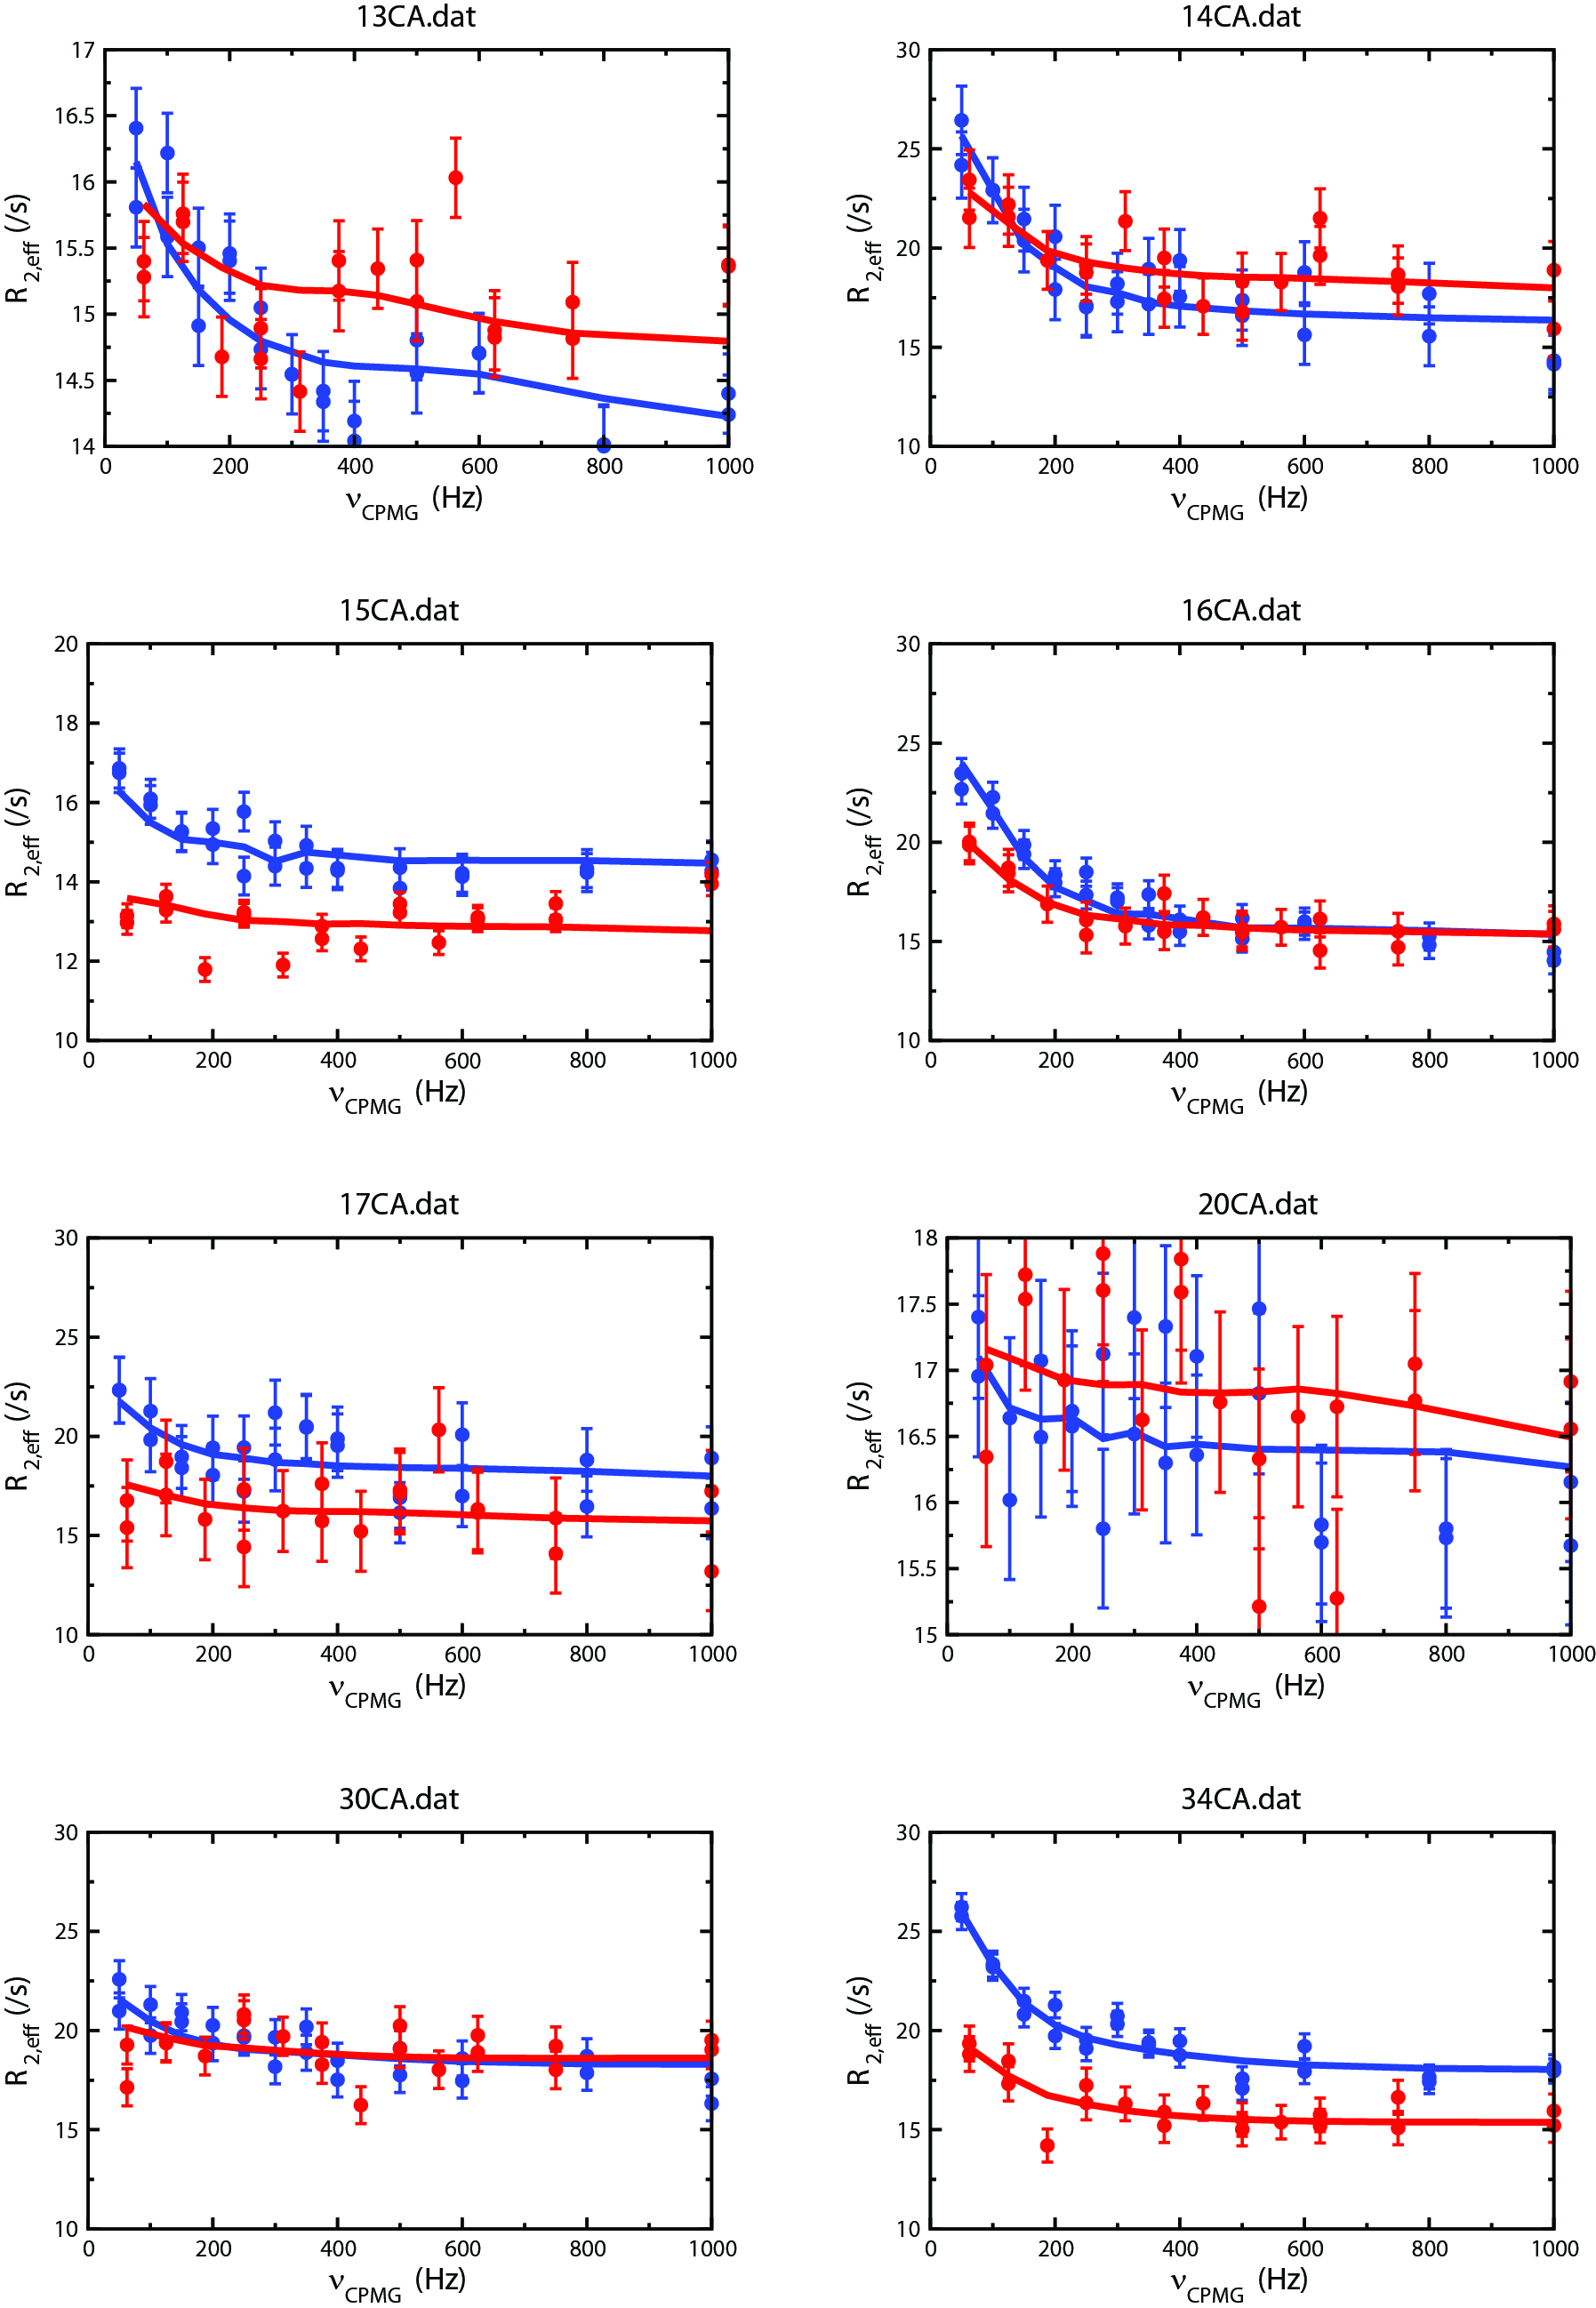 13CA.dat
17
16.5
16
15.5
15
14.5
14
R2,eff (/s)
0 200 400 600 800 1000
νCPMG (Hz)
14CA.dat
30
25
20
15
10
R2,eff (/s)
0 200 400 600 800 1000
νCPMG (Hz)
15CA.dat
20
18
16
14
12
10
R2,eff (/s)
0 200 400 600 800 1000
νCPMG (Hz)
16CA.dat
30
25
20
15
10
R2,eff (/s)
0 200 400 600 800 1000
νCPMG (Hz)
17CA.dat
30
25
20
15
10
R2,eff (/s)
0 200 400 600 800 1000
νCPMG (Hz)
20CA.dat
18
17.5
17
16.5
16
15.5
15
R2,eff (/s)
0 200 400 600 800 1000
νCPMG (Hz)
30CA.dat
30
25
20
15
10
R2,eff (/s)
0 200 400 600 800 1000
νCPMG (Hz)
34CA.dat
30
25
20
15
10
R2,eff (/s)
0 200 400 600 800 1000
νCPMG (Hz)